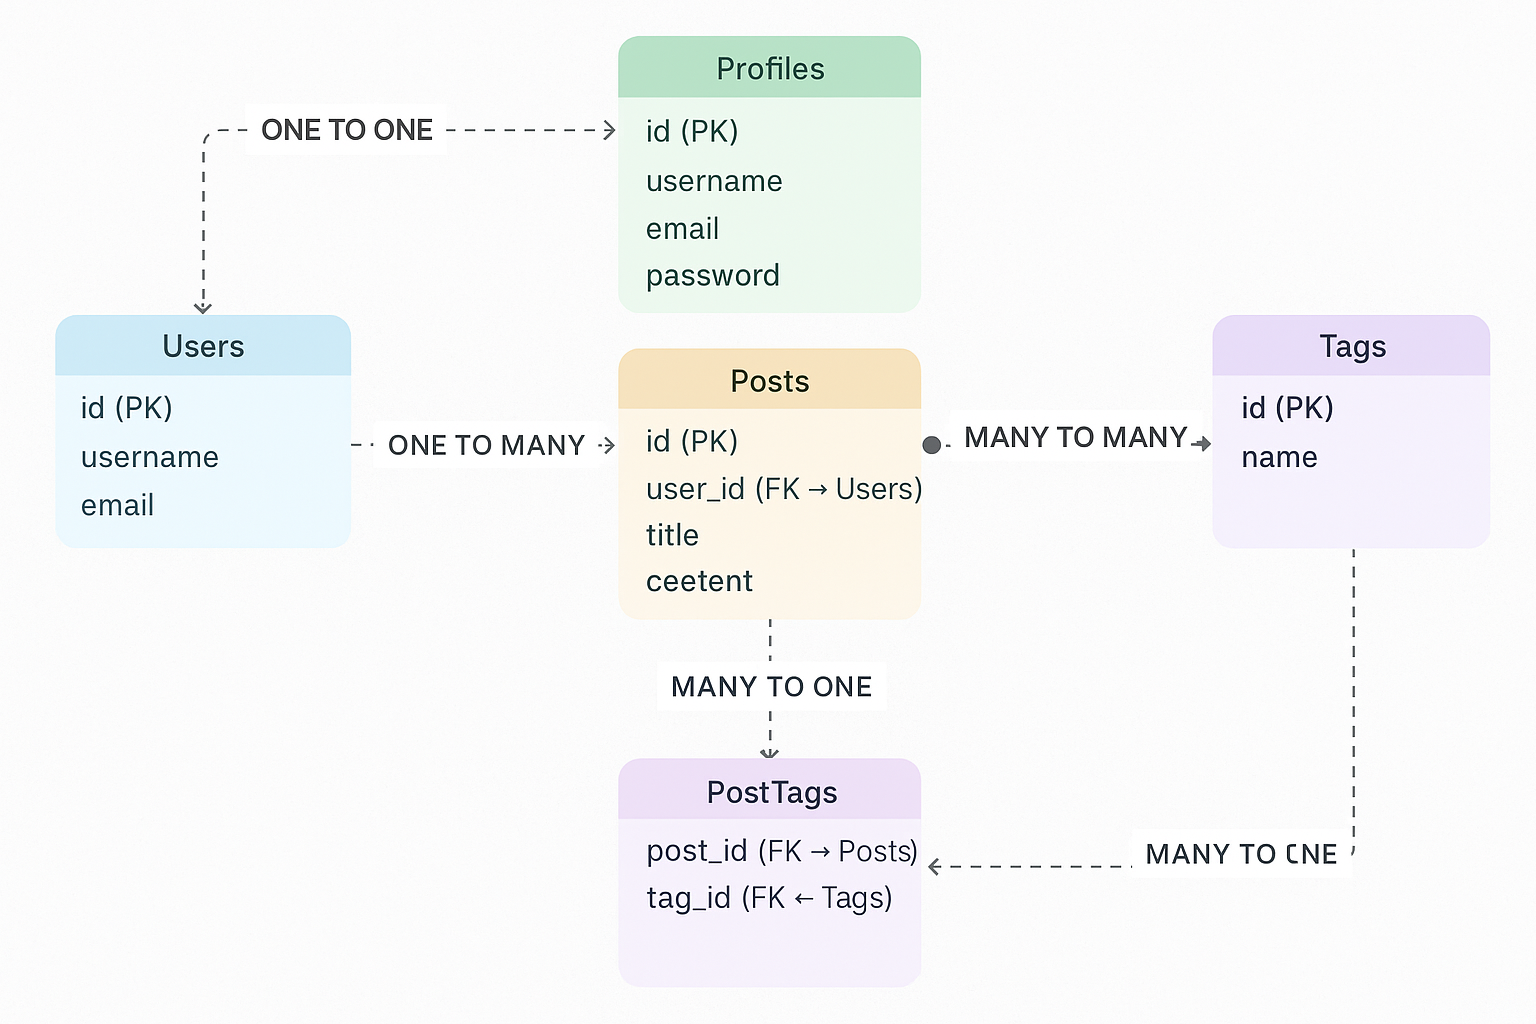 Profiles
id (PK)
username
email
password
ONE TO ONE
Users
id (PK)
username
email
ONE TO MANY
Posts
id (PK)
user_id (FK → Users)
title
ceetent
MANY TO MANY
Tags
id (PK)
name
MANY TO ONE
PostTags
post_id (FK → Posts)
tag_id (FK ← Tags)
MANY TO CNE